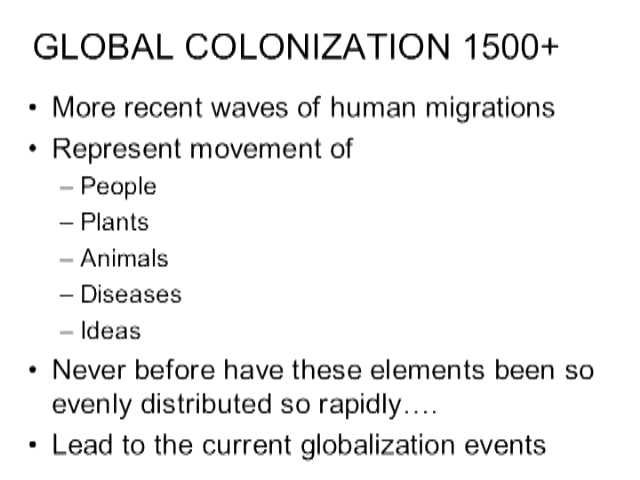 GLOBAL COLONIZATION 1500+
• More recent waves of human migrations
• Represent movement of
– People
– Plants
– Animals
– Diseases
– Ideas
• Never before have these elements been so
evenly distributed so rapidly….
• Lead to the current globalization events